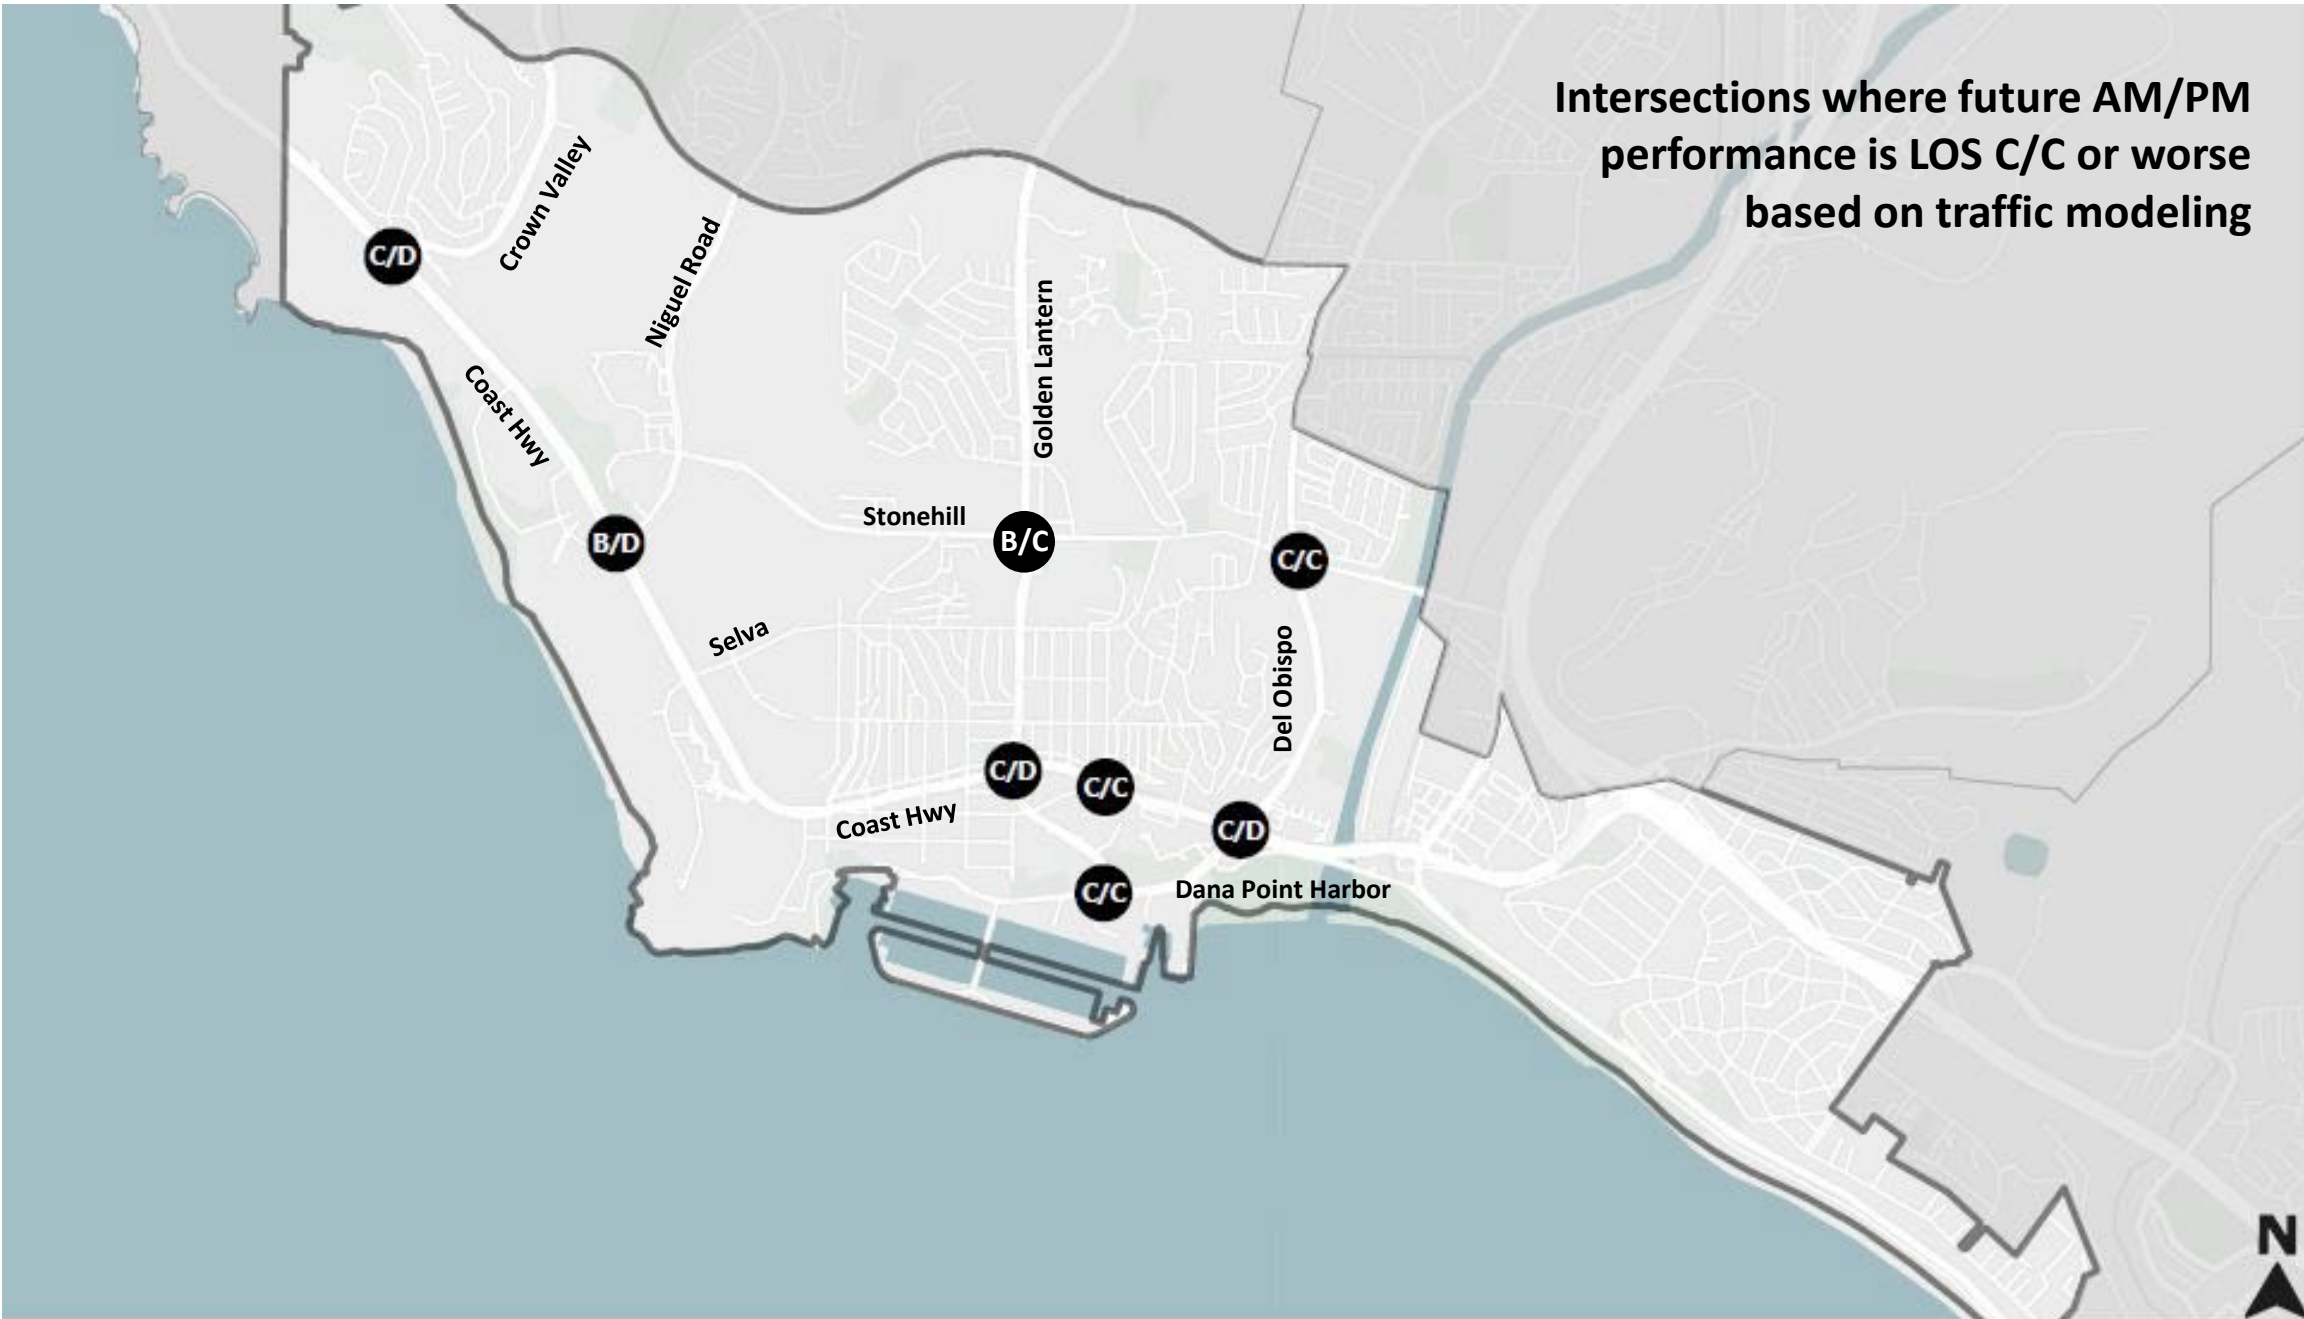 Intersections where future AM/PM
performance is LOS C/C or worse
based on traffic modeling
Crown Valley
C/D
Niguel Road
Golden Lantern
Coast Hwy
Stonehill
B/D
B/C
C/C
Selva
Del Obispo
C/D
C/C
Coast Hwy
C/D
C/C
Dana Point Harbor
N